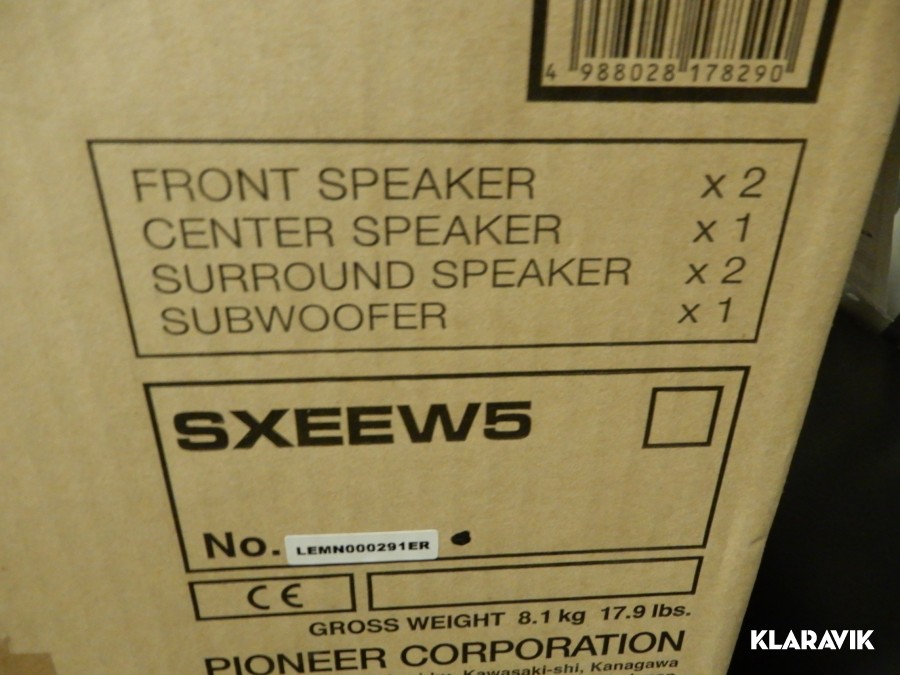 4 988028 178290
FRONT SPEAKER x 2
CENTER SPEAKER x 1
SURROUND SPEAKER x 2
SUBWOOFER x 1
SXEEW5
No. LEMN000291ER
CE
GROSS WEIGHT 8.1 kg 17.9 lbs.
PIONEER CORPORATION
Kawasaki-shi, Kanagawa
KLARAVIK